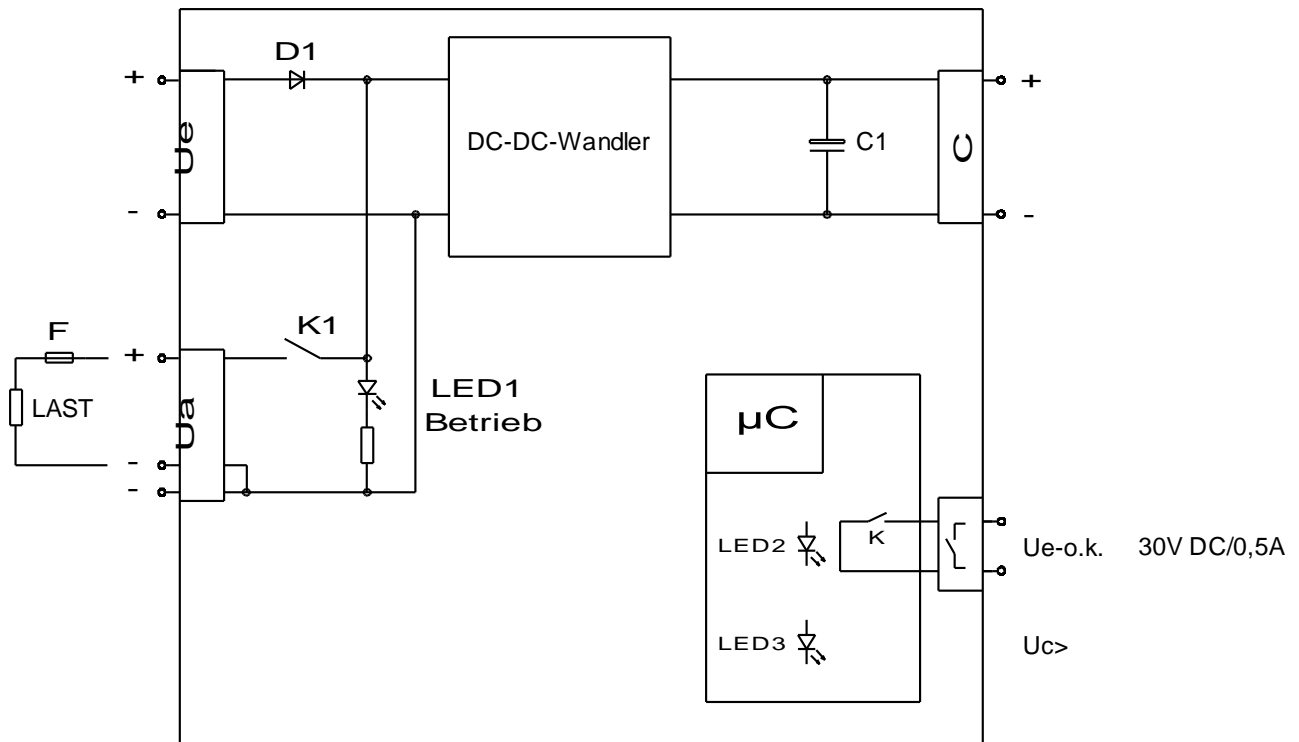 D1
+
+
Ue
DC-DC-Wandler
C1
C
-
-
F
K1
+
LAST
Ua
LED1
Betrieb
-
-
µC
LED2
K
Ue-o.k. 30V DC/0,5A
LED3
Uc>